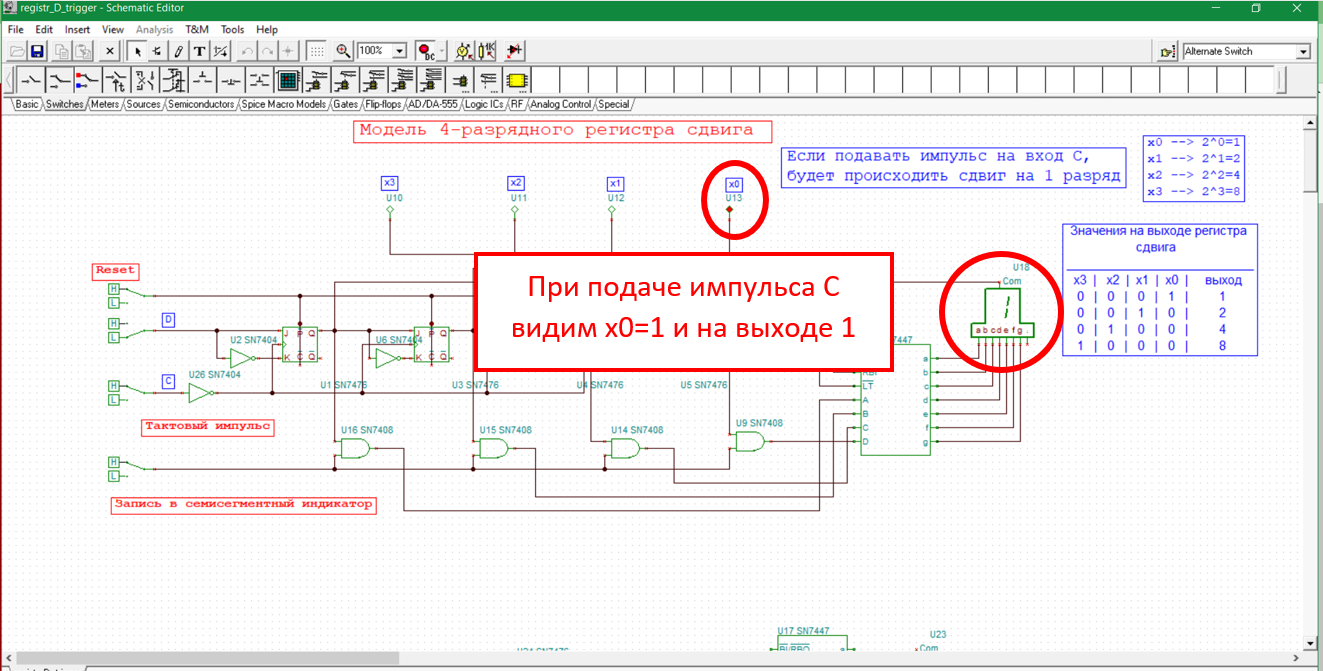 registr_D_trigger - Schematic Editor
File Edit Insert View Analysis T&M Tools Help
100% DC 1K Alternate Switch
Basic Switches Meters Sources Semiconductors Spice Macro Models Gates Flip-flops AD/DA-555 Logic ICs RF Analog Control Special
Модель 4-разрядного регистра сдвига
Если подавать импульс на вход С,
будет происходить сдвиг на 1 разряд
x0 --> 2^0=1
x1 --> 2^1=2
x2 --> 2^2=4
x3 --> 2^3=8
x3 x2 x1 x0
U10 U11 U12 U13
Значения на выходе регистра
сдвига
x3 | x2 | x1 | x0 | выход
0 | 0 | 0 | 1 | 1
0 | 0 | 1 | 0 | 2
0 | 1 | 0 | 0 | 4
1 | 0 | 0 | 0 | 8
Reset
H
L
U18
Com
1
a b c d e f g .
При подаче импульса С
видим x0=1 и на выходе 1
H
L
D
J P Q
K C Q
J P Q
K C Q
U2 SN7404 U6 SN7404
447
U26 SN7404
H
L
C
U1 SN7476 U3 SN7476 U4 SN7476 U5 SN7476
LT
A
B
C
D
a
b
c
d
e
f
g
Тактовый импульс
U16 SN7408 U15 SN7408 U14 SN7408 U9 SN7408
H
L
Запись в семисегментный индикатор
U17 SN7447 U23
BI/RBO a Com